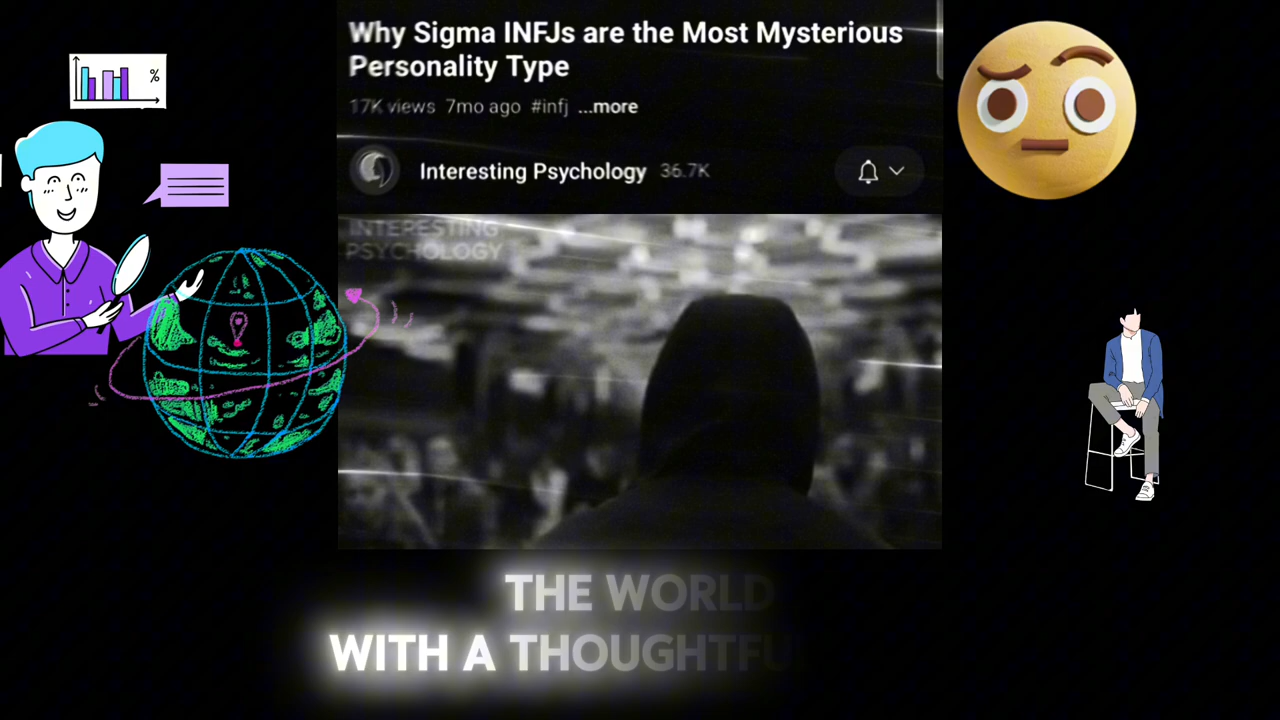 %
Why Sigma INFJs are the Most Mysterious
Personality Type
17K views 7mo ago #infj ...more
Interesting Psychology 36.7K
INTERESTING
PSYCHOLOGY
THE WORLD
WITH A THOUGHTFUL